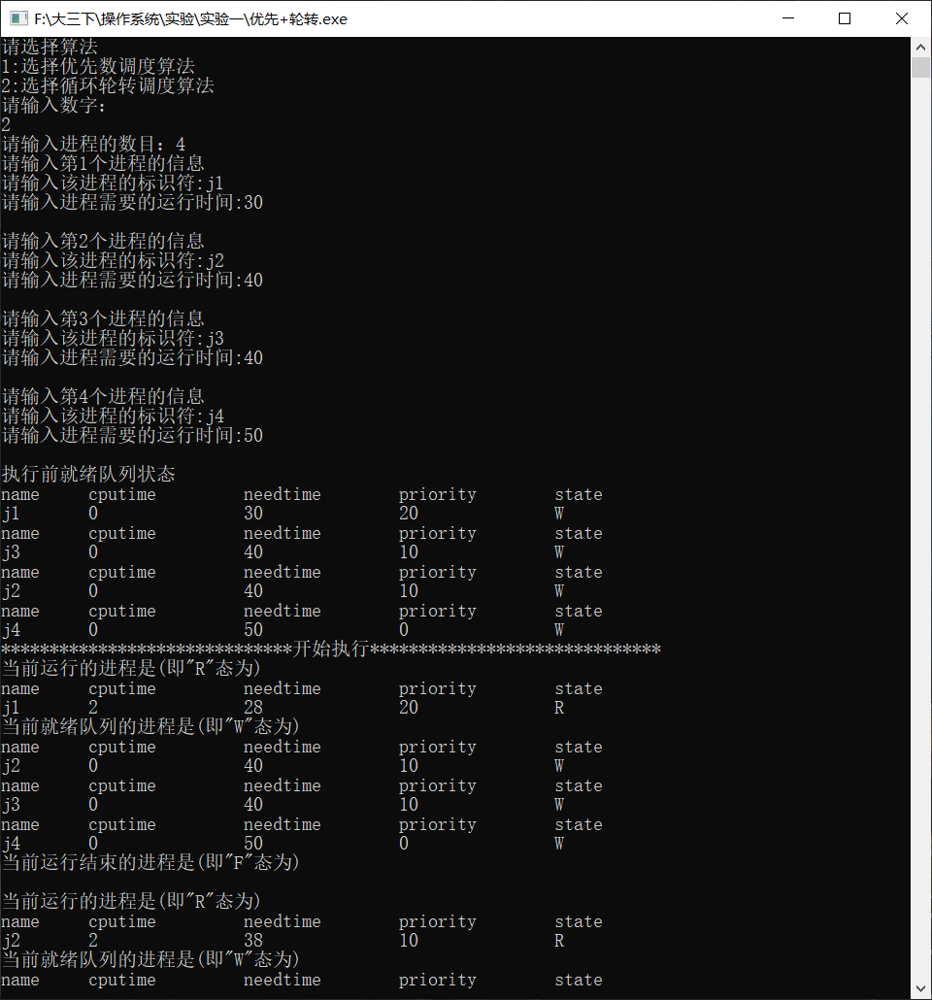 F:\大三下\操作系统\实验\实验一\优先+轮转.exe
请选择算法
1:选择优先数调度算法
2:选择循环轮转调度算法
请输入数字：
2
请输入进程的数目：4
请输入第1个进程的信息
请输入该进程的标识符:j1
请输入进程需要的运行时间:30
请输入第2个进程的信息
请输入该进程的标识符:j2
请输入进程需要的运行时间:40
请输入第3个进程的信息
请输入该进程的标识符:j3
请输入进程需要的运行时间:40
请输入第4个进程的信息
请输入该进程的标识符:j4
请输入进程需要的运行时间:50
执行前就绪队列状态
name cputime needtime priority state
j1 0 30 20 W
name cputime needtime priority state
j3 0 40 10 W
name cputime needtime priority state
j2 0 40 10 W
name cputime needtime priority state
j4 0 50 0 W
******************************开始执行******************************
当前运行的进程是(即"R"态为)
name cputime needtime priority state
j1 2 28 20 R
当前就绪队列的进程是(即"W"态为)
name cputime needtime priority state
j2 0 40 10 W
name cputime needtime priority state
j3 0 40 10 W
name cputime needtime priority state
j4 0 50 0 W
当前运行结束的进程是(即"F"态为)
当前运行的进程是(即"R"态为)
name cputime needtime priority state
j2 2 38 10 R
当前就绪队列的进程是(即"W"态为)
name cputime needtime priority state